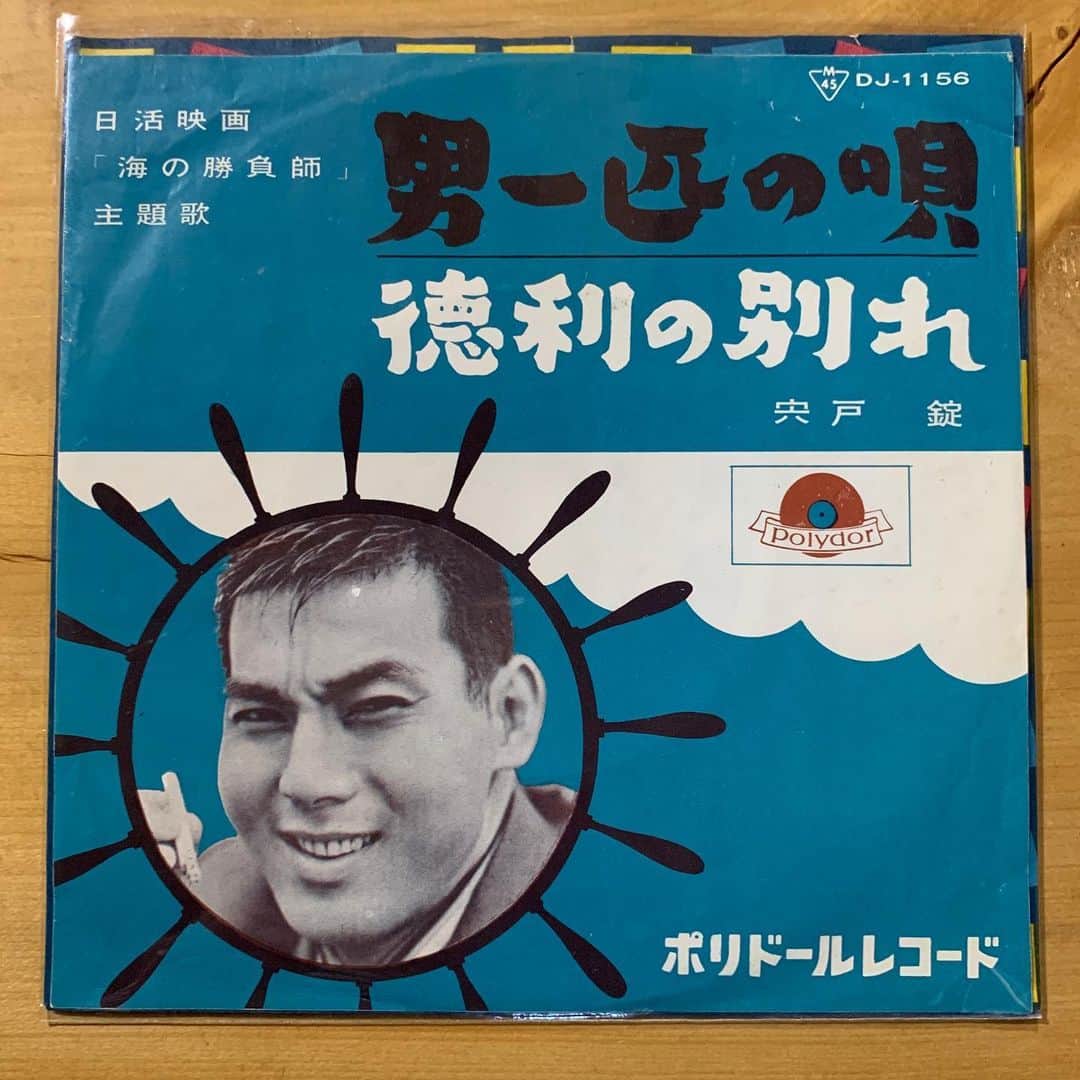 M
45
DJ-1156
日活映画
「海の勝負師」
主題歌
男一匹の唄
徳利の別れ
宍戸 錠
Polydor
ポリドールレコード